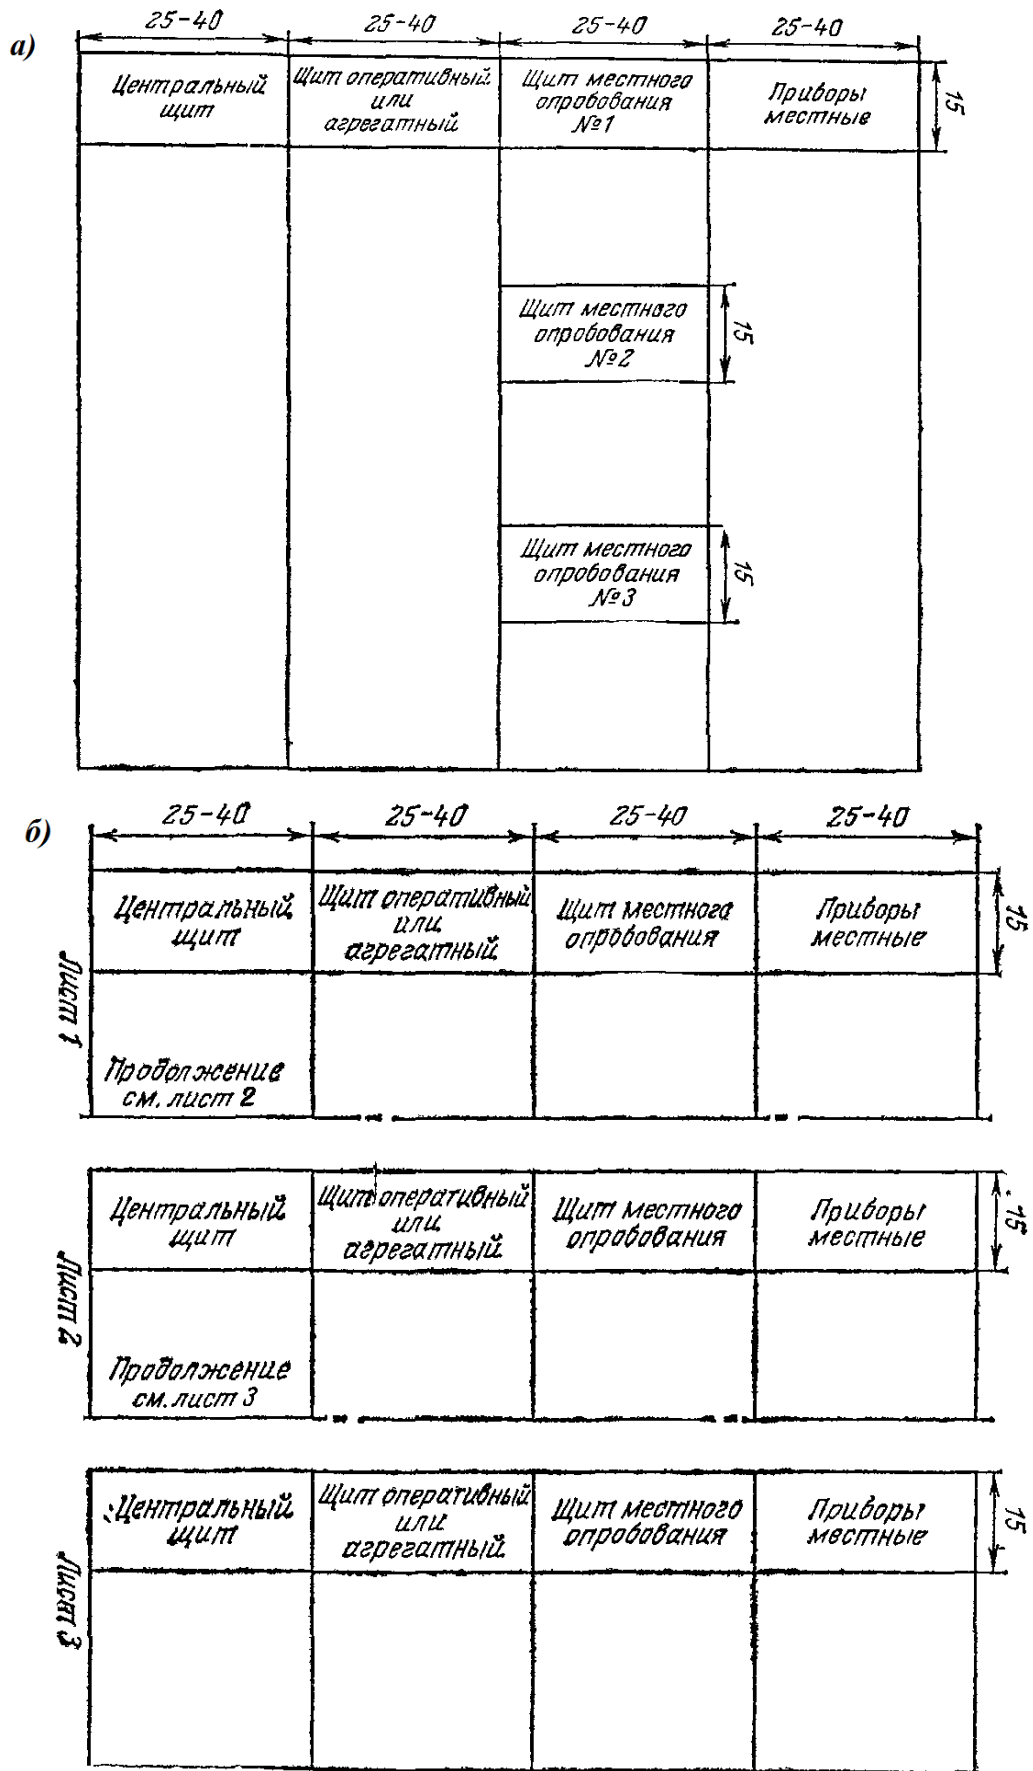 а)
25-40 25-40 25-40 25-40
Центральный
щит
Щит оперативный
или
агрегатный
Щит местного
опробования
№1
Приборы
местные
15
Щит местного
опробования
№2
15
Щит местного
опробования
№3
15
б)
25-40 25-40 25-40 25-40
Лист 1
Центральный
щит
Щит оперативный
или
агрегатный
Щит местного
опробования
Приборы
местные
15
Продолжение
см. лист 2
Лист 2
Центральный
щит
Щит оперативный
или
агрегатный
Щит местного
опробования
Приборы
местные
15
Продолжение
см. лист 3
Лист 3
Центральный
щит
Щит оперативный
или
агрегатный
Щит местного
опробования
Приборы
местные
15